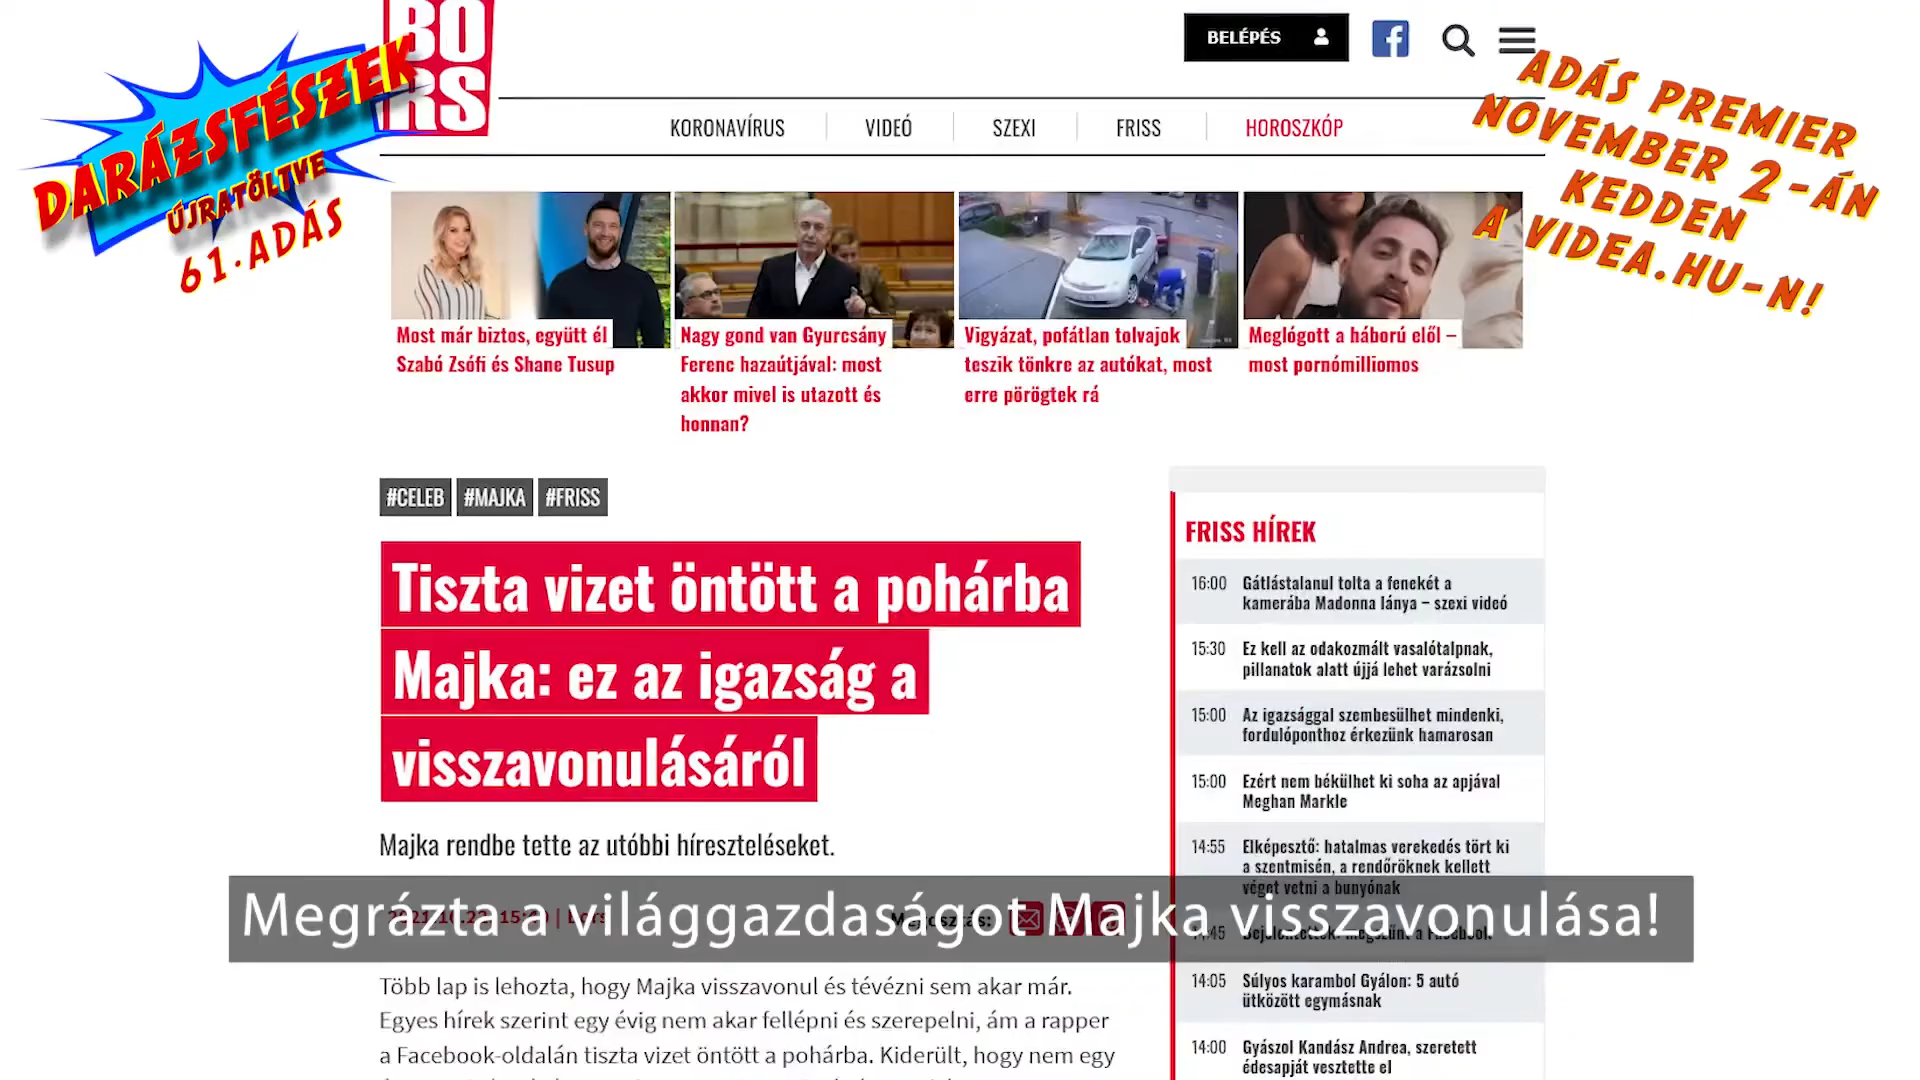 BORS
DARÁZSFÉSZEK
ÚJRATÖLTVE
61.ADÁS
BELÉPÉS
ADÁS PREMIER
NOVEMBER 2-ÁN
KEDDEN
A VIDEA.HU-N!
KORONAVÍRUS
VIDEÓ
SZEXI
FRISS
HOROSZKÓP
Most már biztos, együtt él
Szabó Zsófi és Shane Tusup
Nagy gond van Gyurcsány
Ferenc hazaútjával: most
akkor mivel is utazott és
honnan?
Vigyázat, pofátlan tolvajok
teszik tönkre az autókat, most
erre pörögtek rá
Meglógott a háború elől –
most pornómilliomos
#CELEB #MAJKA #FRISS
Tiszta vizet öntött a pohárba
Majka: ez az igazság a
visszavonulásáról
Majka rendbe tette az utóbbi híreszteléseket.
Megrázta a világgazdaságot Majka visszavonulása!
Több lap is lehozta, hogy Majka visszavonul és tévézni sem akar már.
Egyes hírek szerint egy évig nem akar fellépni és szerepelni, ám a rapper
a Facebook-oldalán tiszta vizet öntött a pohárba. Kiderült, hogy nem egy
FRISS HÍREK
16:00 Gátlástalanul tolta a fenekét a
kamerába Madonna lánya – szexi videó
15:30 Ez kell az odakozmált vasalótalpnak,
pillanatok alatt újjá lehet varázsolni
15:00 Az igazsággal szembesülhet mindenki,
fordulóponthoz érkezünk hamarosan
15:00 Ezért nem békülhet ki soha az apjával
Meghan Markle
14:55 Elképesztő: hatalmas verekedés tört ki
a szentmisén, a rendőröknek kellett
véget vetni a bunyónak
14:45 Bejelentették: megszűnt a Facebook
14:05 Súlyos karambol Gyálon: 5 autó
ütközött egymásnak
14:00 Gyászol Kandász Andrea, szeretett
édesapját vesztette el